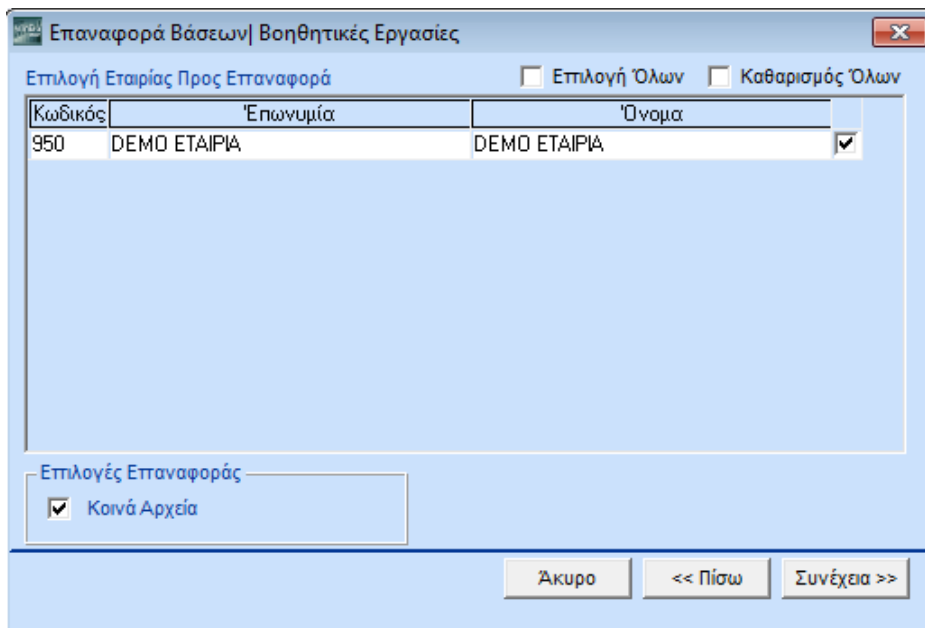 Επαναφορά Βάσεων| Βοηθητικές Εργασίες
Επιλογή Εταιρίας Προς Επαναφορά Επιλογή Όλων Καθαρισμός Όλων
Κωδικός Έπωνυμία Όνομα
950 DEMO ΕΤΑΙΡΙΑ DEMO ΕΤΑΙΡΙΑ
Επιλογές Επαναφοράς
Κοινά Αρχεία
Άκυρο << Πίσω Συνέχεια >>